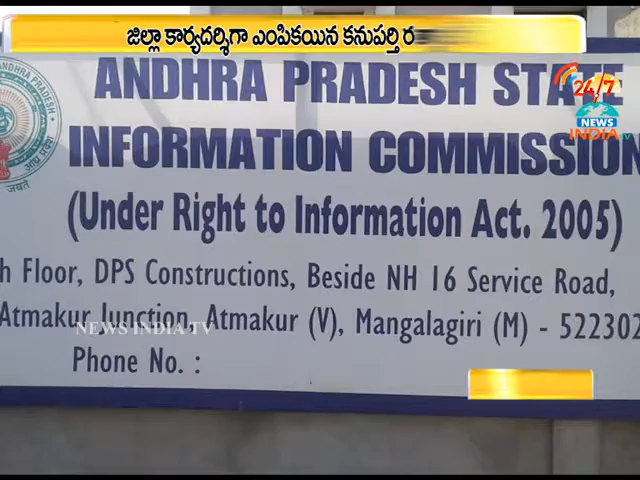 జిల్లా కార్యదర్శిగా ఎంపికయిన కనుపర్తి ర
ANDHRA PRADESH STATE
24/7
NEWS
INDIA TV
INFORMATION COMMISSION
(Under Right to Information Act. 2005)
h Floor, DPS Constructions, Beside NH 16 Service Road,
Atmakur Junction, Atmakur (V), Mangalagiri (M) - 522302
NEWS INDIA TV
Phone No. :